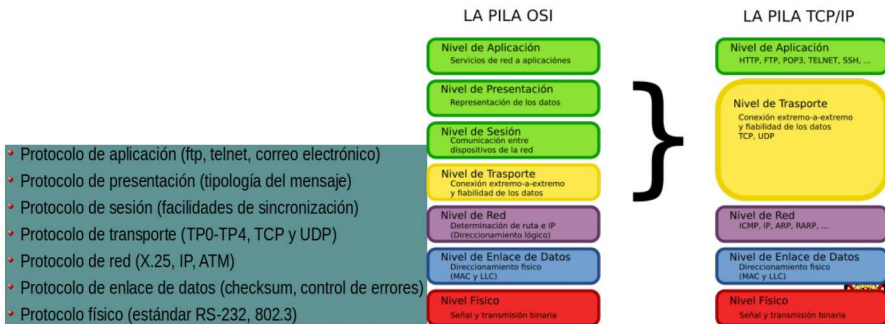 LA PILA OSI
Nivel de Aplicación
Servicios de red a aplicaciónes
Nivel de Presentación
Representación de los datos
Nivel de Sesión
Comunicación entre
dispositivos de la red
Nivel de Trasporte
Conexión extremo-a-extremo
y fiabilidad de los datos
Nivel de Red
Determinación de ruta e IP
(Direccionamiento lógico)
Nivel de Enlace de Datos
Direccionamiento fisico
(MAC y LLC)
Nivel Físico
Señal y transmisión binaria
LA PILA TCP/IP
Nivel de Aplicación
HTTP, FTP, POP3, TELNET, SSH, ...
Nivel de Trasporte
Conexión extremo-a-extremo
y fiabilidad de los datos
TCP, UDP
Nivel de Red
ICMP, IP, ARP, RARP, ...
Nivel de Enlace de Datos
Direccionamiento fisico
(MAC y LLC)
Nivel Físico
Señal y transmisión binaria
Protocolo de aplicación (ftp, telnet, correo electrónico)
Protocolo de presentación (tipología del mensaje)
Protocolo de sesión (facilidades de sincronización)
Protocolo de transporte (TP0-TP4, TCP y UDP)
Protocolo de red (X.25, IP, ATM)
Protocolo de enlace de datos (checksum, control de errores)
Protocolo físico (estándar RS-232, 802.3)